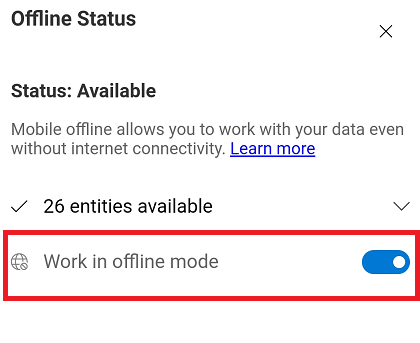 Offline Status
Status: Available
Mobile offline allows you to work with your data even
without internet connectivity. Learn more
26 entities available
Work in offline mode